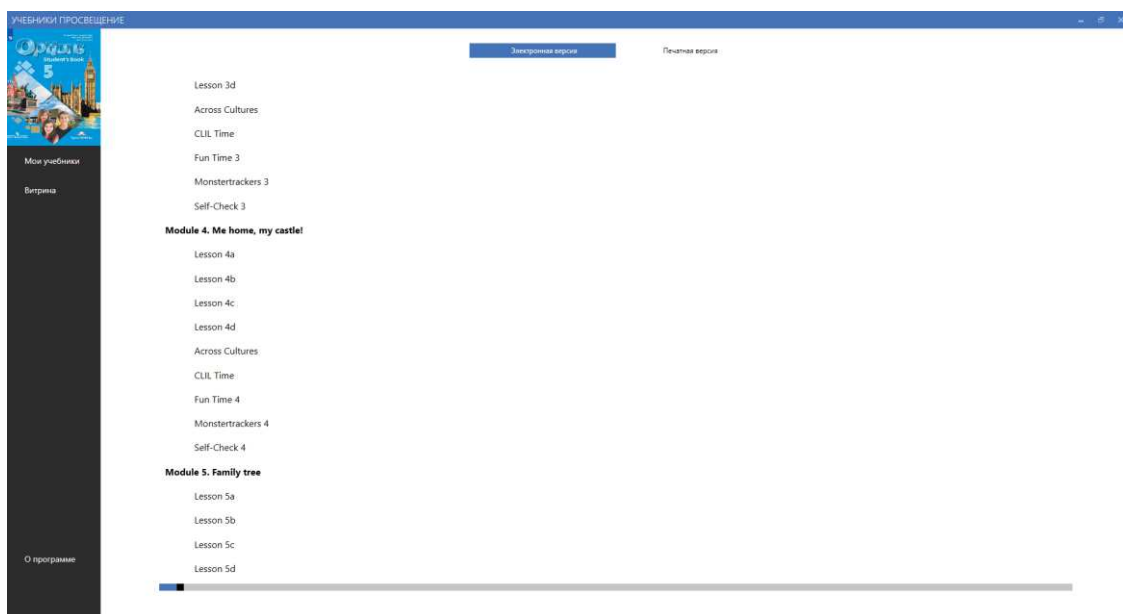 УЧЕБНИКИ ПРОСВЕЩЕНИЕ
Student's Book
5
Мои учебники
Витрина
О программе
Электронная версия
Печатная версия
Lesson 3d
Across Cultures
CLIL Time
Fun Time 3
Monstertrackers 3
Self-Check 3
Module 4. Me home, my castle!
Lesson 4a
Lesson 4b
Lesson 4c
Lesson 4d
Across Cultures
CLIL Time
Fun Time 4
Monstertrackers 4
Self-Check 4
Module 5. Family tree
Lesson 5a
Lesson 5b
Lesson 5c
Lesson 5d